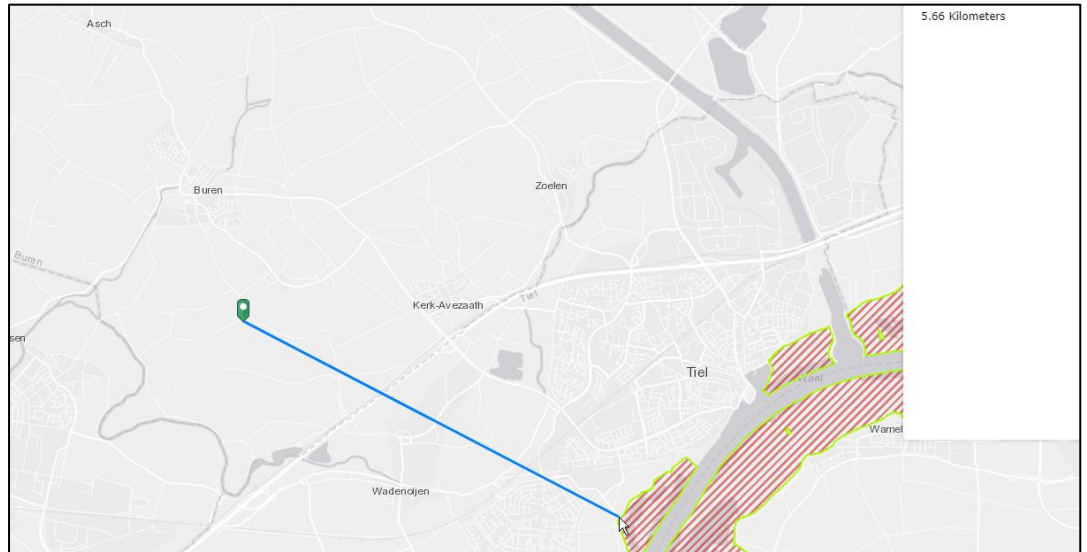 5.66 Kilometers
Asch
Buren
Zoelen
Buren
Kerk-Avezaath
Tiel
sen
Tiel
Waal
Wamel
Wadenoijen